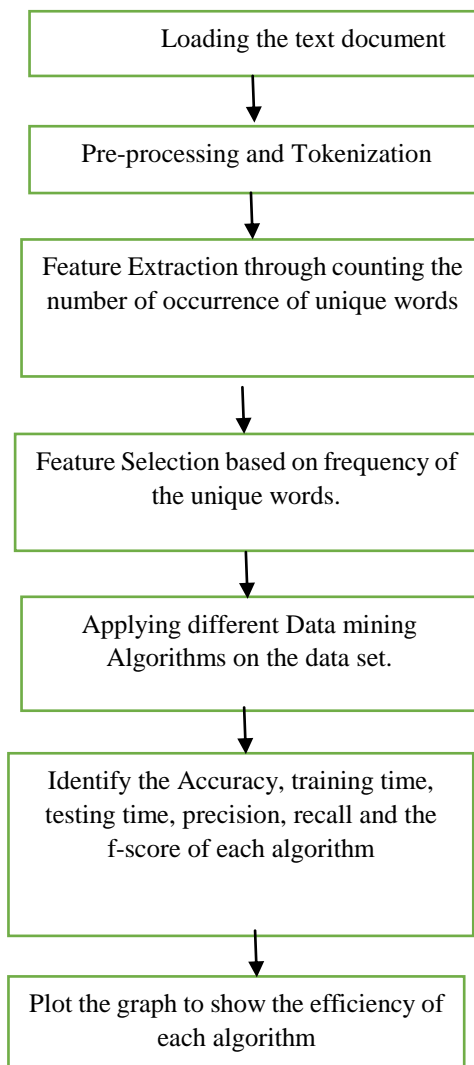 Loading the text document
Pre-processing and Tokenization
Feature Extraction through counting the
number of occurrence of unique words
Feature Selection based on frequency of
the unique words.
Applying different Data mining
Algorithms on the data set.
Identify the Accuracy, training time,
testing time, precision, recall and the
f-score of each algorithm
Plot the graph to show the efficiency of
each algorithm